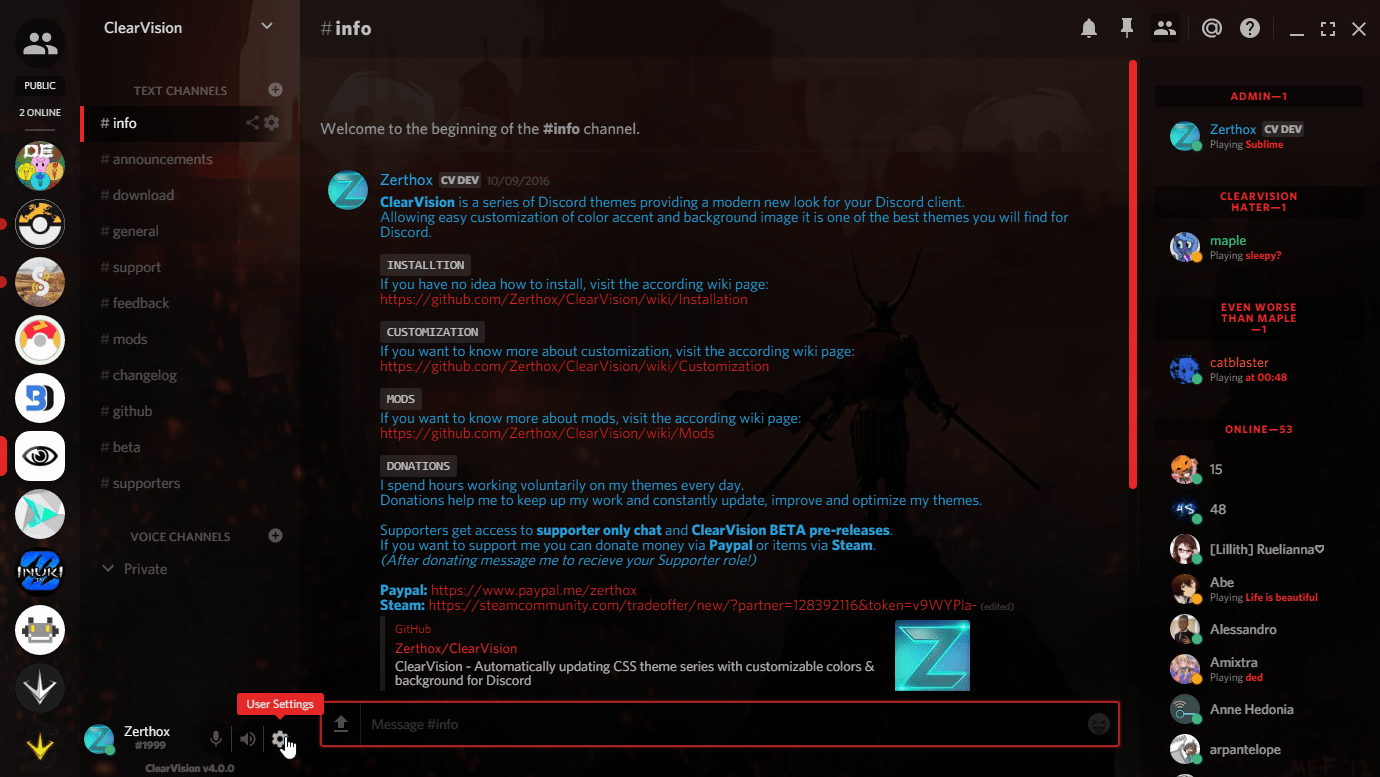 PUBLIC
2 ONLINE
DE
ClearVision
TEXT CHANNELS
# info
# announcements
# download
# general
# support
# feedback
# mods
# changelog
# github
# beta
# supporters
VOICE CHANNELS
Private
User Settings
Zerthox
#1999
ClearVision v4.0.0
#info
Welcome to the beginning of the #info channel.
Zerthox CV DEV 10/09/2016
ClearVision is a series of Discord themes providing a modern new look for your Discord client.
Allowing easy customization of color accent and background image it is one of the best themes you will find for
Discord.
INSTALLTION
If you have no idea how to install, visit the according wiki page:
https://github.com/Zerthox/ClearVision/wiki/Installation
CUSTOMIZATION
If you want to know more about customization, visit the according wiki page:
https://github.com/Zerthox/ClearVision/wiki/Customization
MODS
If you want to know more about mods, visit the according wiki page:
https://github.com/Zerthox/ClearVision/wiki/Mods
DONATIONS
I spend hours working voluntarily on my themes every day.
Donations help me to keep up my work and constantly update, improve and optimize my themes.
Supporters get access to supporter only chat and ClearVision BETA pre-releases.
If you want to support me you can donate money via Paypal or items via Steam.
(After donating message me to recieve your Supporter role!)
Paypal: https://www.paypal.me/zerthox
Steam: https://steamcommunity.com/tradeoffer/new/?partner=128392116&token=v9WYPla- (edited)
GitHub
Zerthox/ClearVision
ClearVision - Automatically updating CSS theme series with customizable colors &
background for Discord
Message #info
ADMIN—1
Zerthox CV DEV
Playing Sublime
CLEARVISION
HATER—1
maple
Playing sleepy?
EVEN WORSE
THAN MAPLE
—1
catblaster
Playing at 00:48
ONLINE—53
15
48
[Lillith] Ruelianna♡
Abe
Playing Life is beautiful
Alessandro
Amixtra
Playing ded
Anne Hedonia
arpantelope